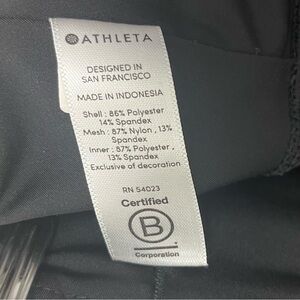 ATHLETA
DESIGNED IN
SAN FRANCISCO
MADE IN INDONESIA
Shell : 86% Polyester
14% Spandex
Mesh : 87% Nylon , 13%
Spandex
Inner : 87% Polyester ,
13% Spandex
Exclusive of decoration
RN 54023
Certified
B
Corporation